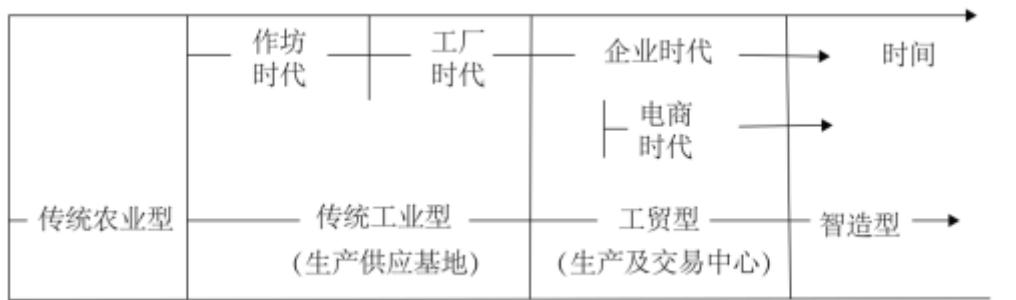 作坊
时代
工厂
时代
企业时代
时间
电商
时代
传统农业型
传统工业型
工贸型
智造型
(生产供应基地)
(生产及交易中心)